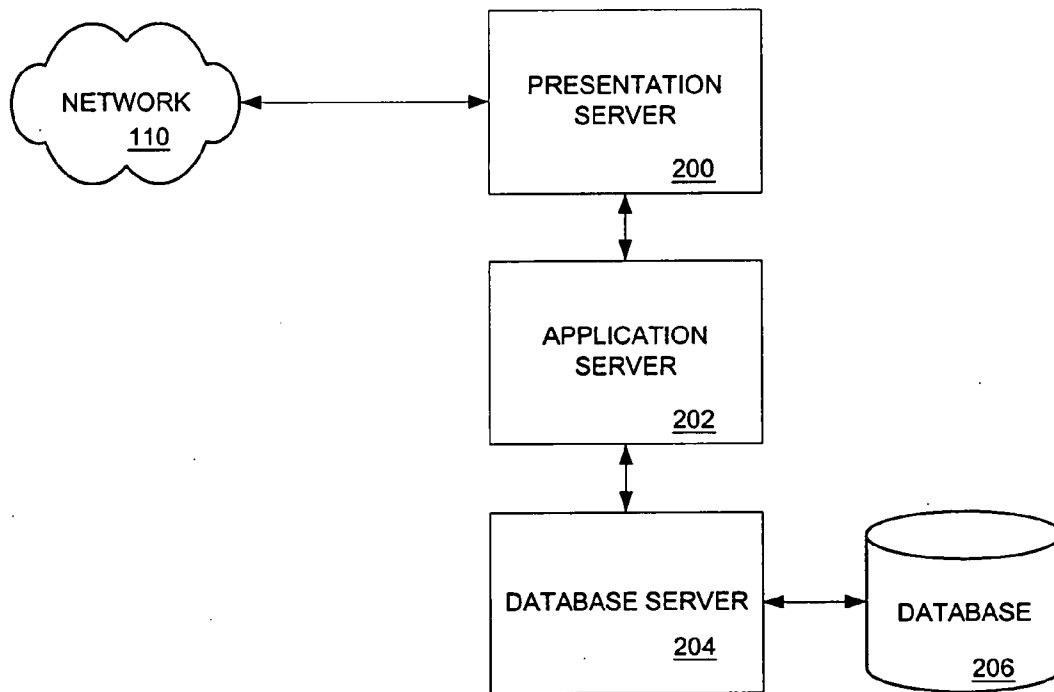 NETWORK
110
PRESENTATION
SERVER
200
APPLICATION
SERVER
202
DATABASE SERVER
204
DATABASE
206